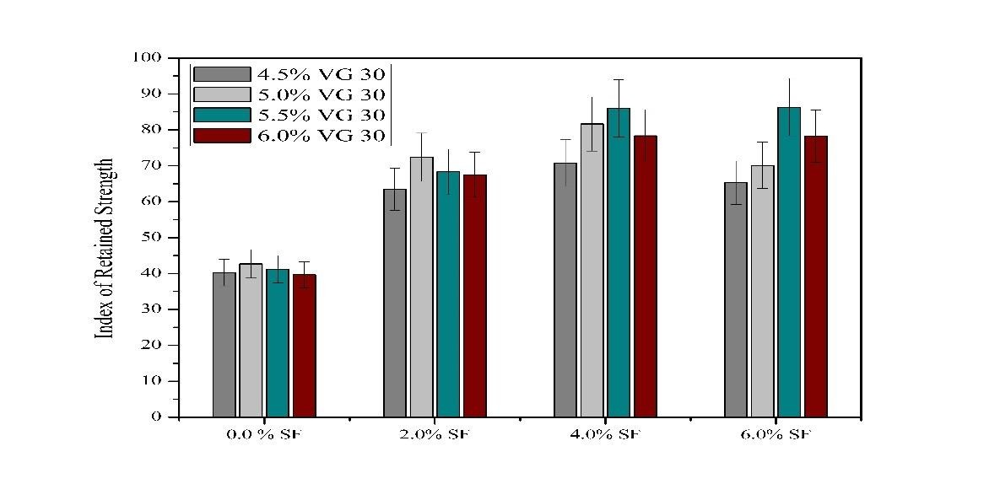 100
90
80
70
60
50
40
30
20
10
0
Index of Retained Strength
4.5% VG 30
5.0% VG 30
5.5% VG 30
6.0% VG 30
0.0 % SF
2.0% SF
4.0% SF
6.0% SF